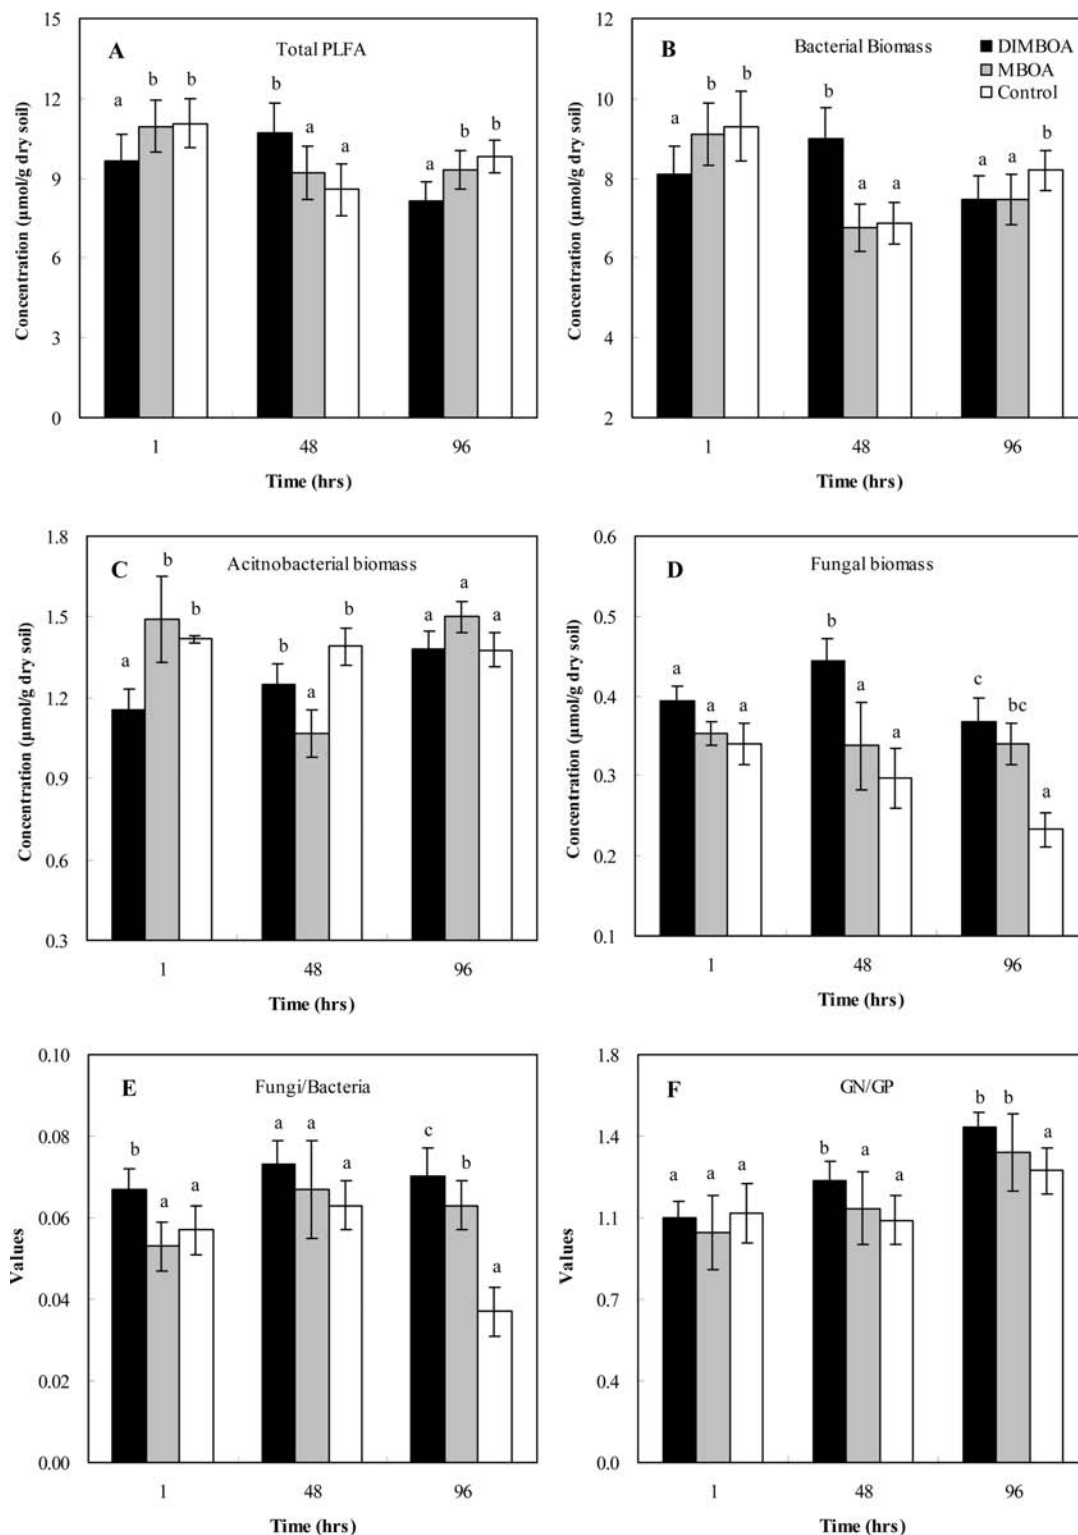 A Total PLFA
15
12
9
6
3
0
Concentration (μmol/g dry soil)
a b b
b a a
a b b
1 48 96
Time (hrs)
B Bacterial Biomass
DIMBOA
MBOA
Control
12
10
8
6
4
2
Concentration (μmol/g dry soil)
a b b
b a a
a a b
1 48 96
Time (hrs)
C Acitnobacterial biomass
1.8
1.5
1.2
0.9
0.6
0.3
Concentration (μmol/g dry soil)
a b b
b a b
a a a
1 48 96
Time (hrs)
D Fungal biomass
0.6
0.5
0.4
0.3
0.2
0.1
Concentration (μmol/g dry soil)
a a a
b a a
c bc a
1 48 96
Time (hrs)
E Fungi/Bacteria
0.10
0.08
0.06
0.04
0.02
0.00
Values
b a a
a a a
c b a
1 48 96
Time (hrs)
F GN/GP
1.8
1.4
1.1
0.7
0.4
0.0
Values
a a a
b a a
b b a
1 48 96
Time (hrs)